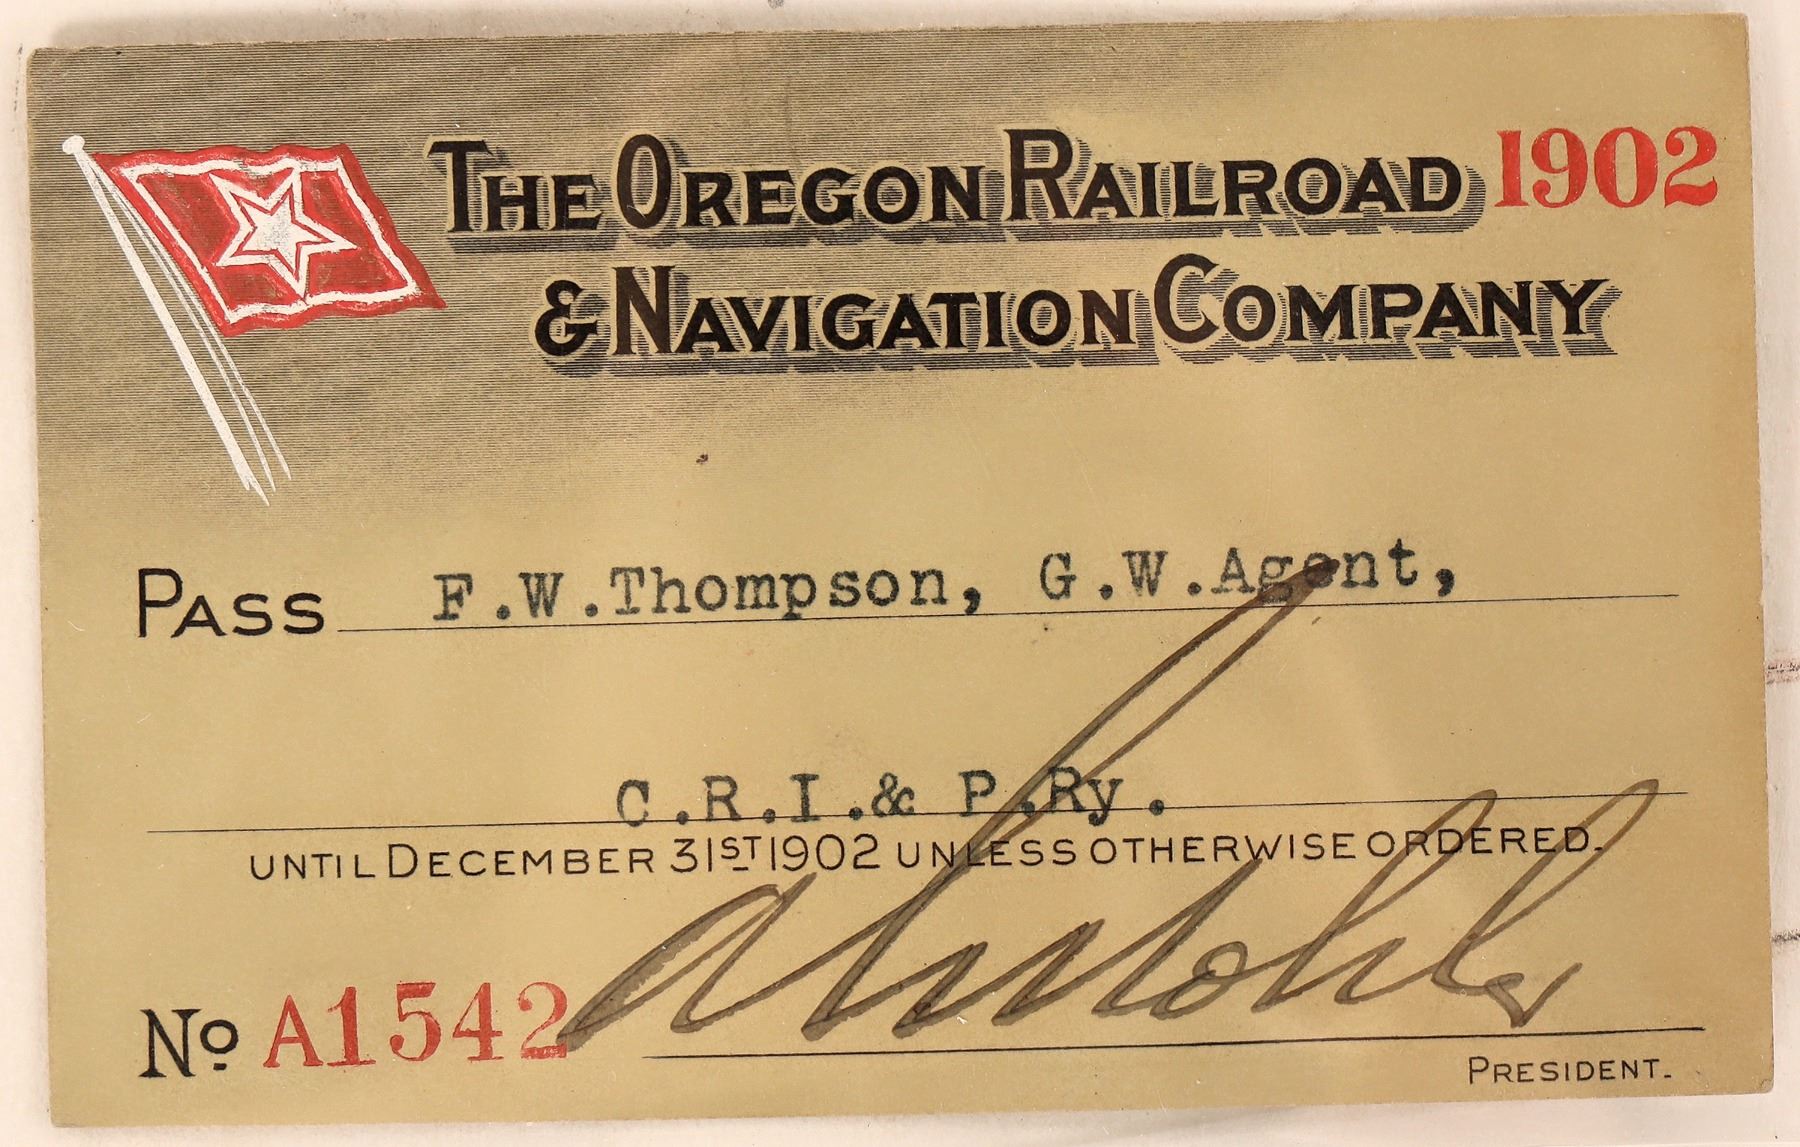 THE OREGON RAILROAD 1902
& NAVIGATION COMPANY
PASS F.W.Thompson, G.W.Agent,
C.R.I.& P.Ry.
UNTIL DECEMBER 31ST 1902 UNLESS OTHERWISE ORDERED.
No A1542
PRESIDENT.